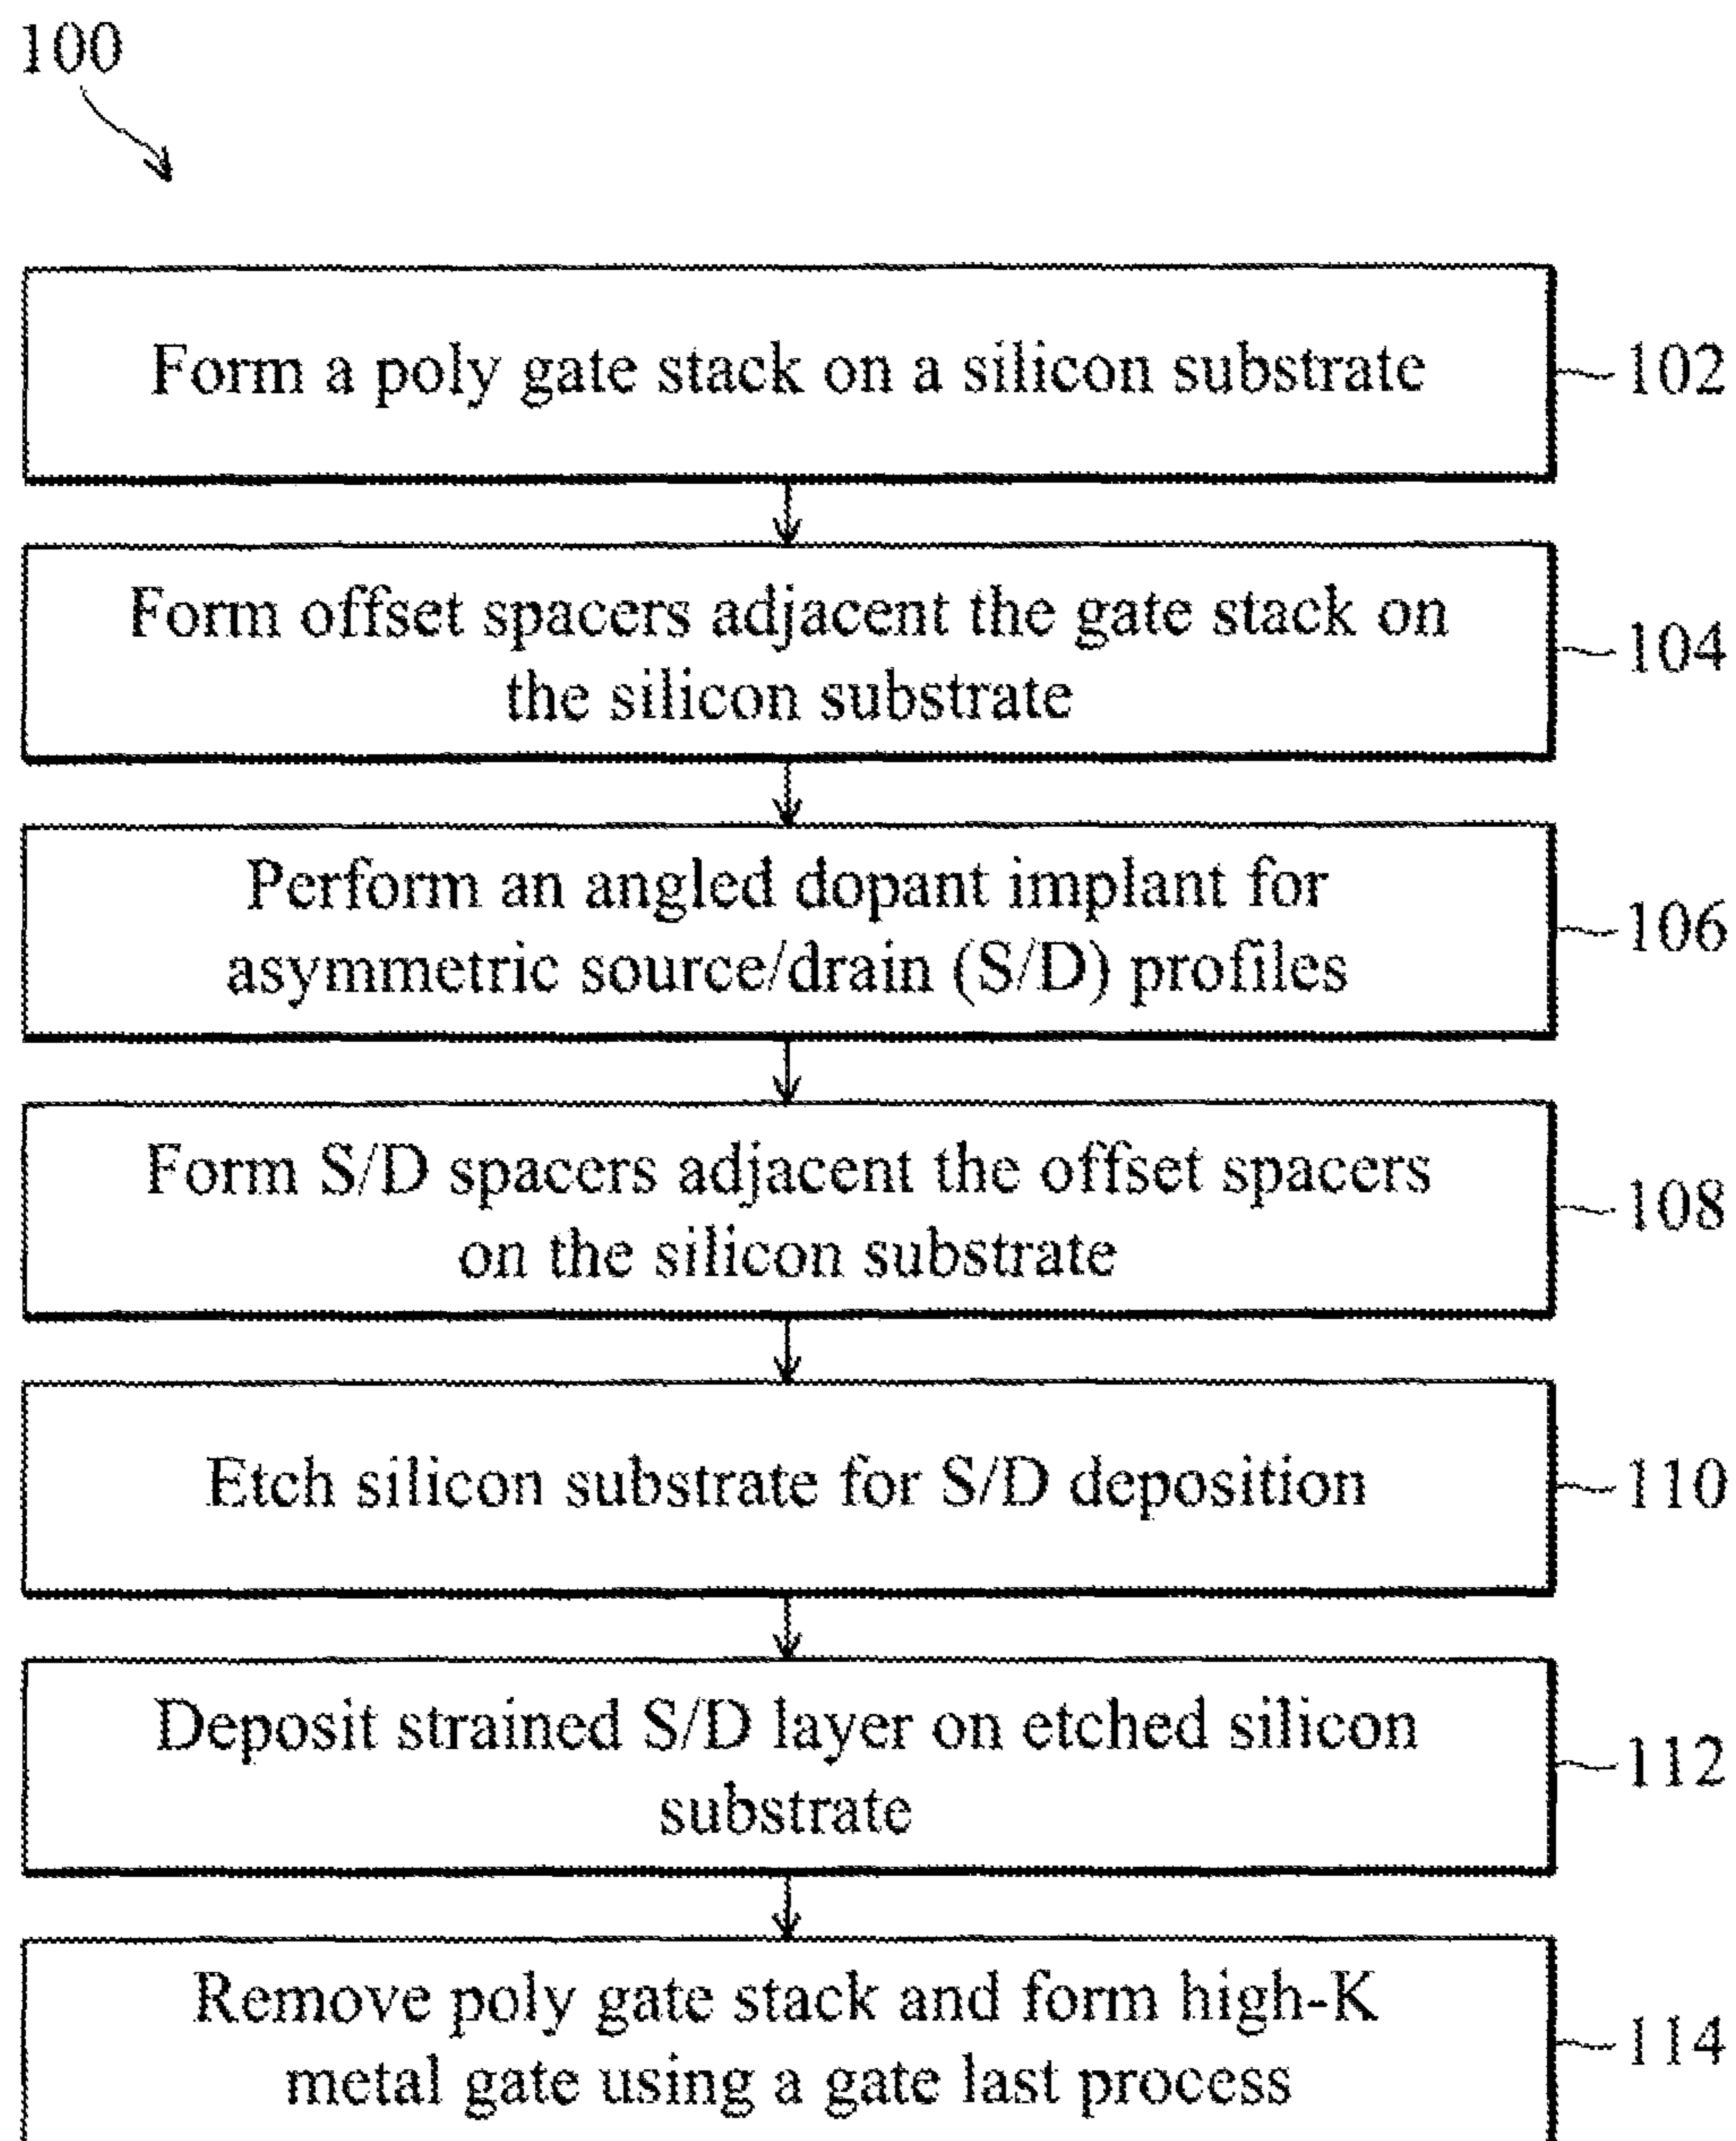 100
Form a poly gate stack on a silicon substrate
102
Form offset spacers adjacent the gate stack on
the silicon substrate
104
Perform an angled dopant implant for
asymmetric source/drain (S/D) profiles
106
Form S/D spacers adjacent the offset spacers
on the silicon substrate
108
Etch silicon substrate for S/D deposition
110
Deposit strained S/D layer on etched silicon
substrate
112
Remove poly gate stack and form high-K
metal gate using a gate last process
114